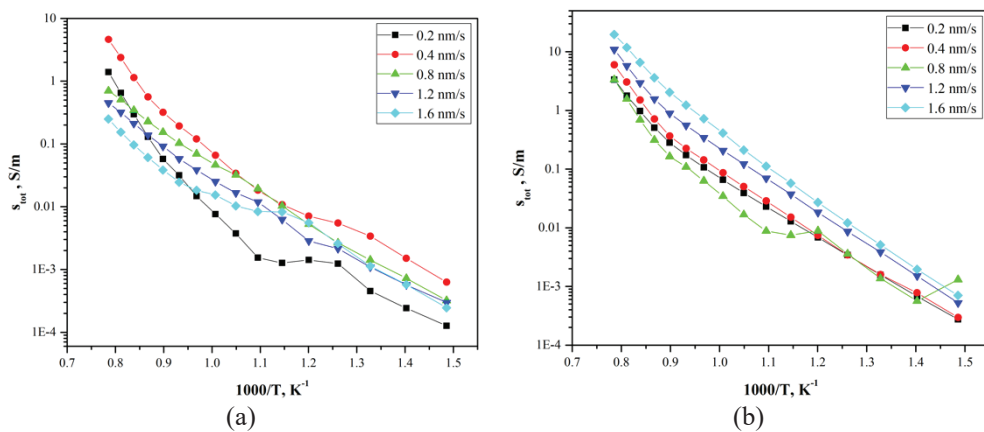 10
1
0.1
0.01
1E-3
1E-4
s_tot , S/m
0.2 nm/s
0.4 nm/s
0.8 nm/s
1.2 nm/s
1.6 nm/s
0.7 0.8 0.9 1.0 1.1 1.2 1.3 1.4 1.5
1000/T, K⁻¹
(a)
10
1
0.1
0.01
1E-3
1E-4
s_tot , S/m
0.2 nm/s
0.4 nm/s
0.8 nm/s
1.2 nm/s
1.6 nm/s
0.7 0.8 0.9 1.0 1.1 1.2 1.3 1.4 1.5
1000/T, K⁻¹
(b)